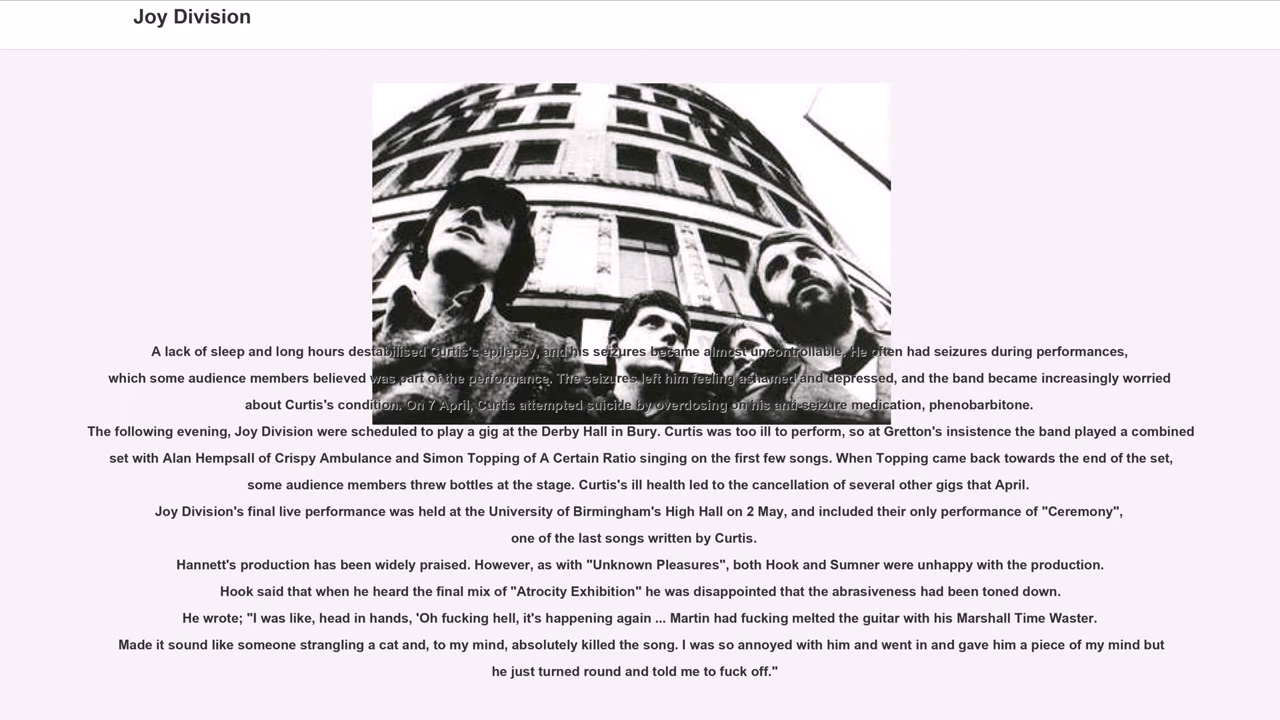 Joy Division
A lack of sleep and long hours destabilised Curtis's epilepsy, and his seizures became almost uncontrollable. He often had seizures during performances,
which some audience members believed was part of the performance. The seizures left him feeling ashamed and depressed, and the band became increasingly worried
about Curtis's condition. On 7 April, Curtis attempted suicide by overdosing on his anti-seizure medication, phenobarbitone.
The following evening, Joy Division were scheduled to play a gig at the Derby Hall in Bury. Curtis was too ill to perform, so at Gretton's insistence the band played a combined
set with Alan Hempsall of Crispy Ambulance and Simon Topping of A Certain Ratio singing on the first few songs. When Topping came back towards the end of the set,
some audience members threw bottles at the stage. Curtis's ill health led to the cancellation of several other gigs that April.
Joy Division's final live performance was held at the University of Birmingham's High Hall on 2 May, and included their only performance of "Ceremony",
one of the last songs written by Curtis.
Hannett's production has been widely praised. However, as with "Unknown Pleasures", both Hook and Sumner were unhappy with the production.
Hook said that when he heard the final mix of "Atrocity Exhibition" he was disappointed that the abrasiveness had been toned down.
He wrote; "I was like, head in hands, 'Oh fucking hell, it's happening again ... Martin had fucking melted the guitar with his Marshall Time Waster.
Made it sound like someone strangling a cat and, to my mind, absolutely killed the song. I was so annoyed with him and went in and gave him a piece of my mind but
he just turned round and told me to fuck off."